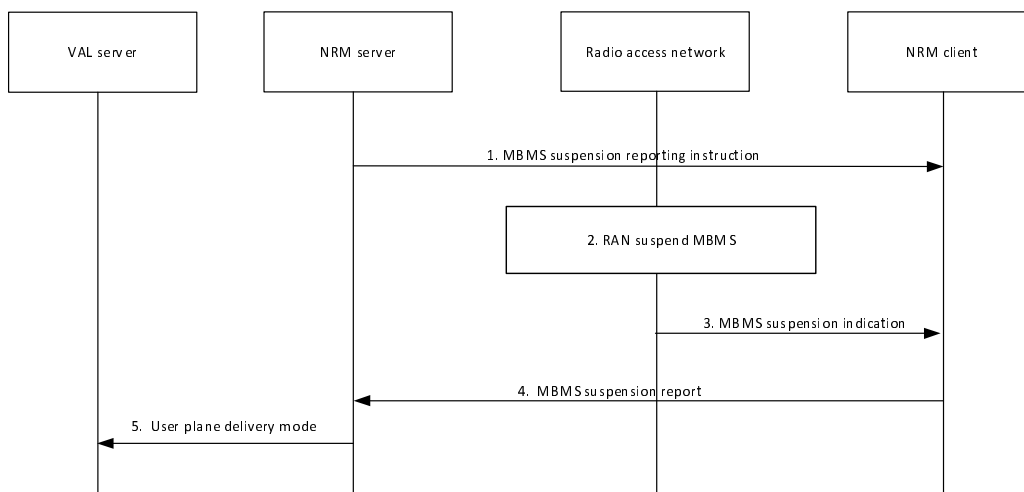 VAL server
NRM server
Radio access network
NRM client
1. MBMS suspension reporting instruction
2. RAN suspend MBMS
3. MBMS suspension indication
4. MBMS suspension report
5. User plane delivery mode